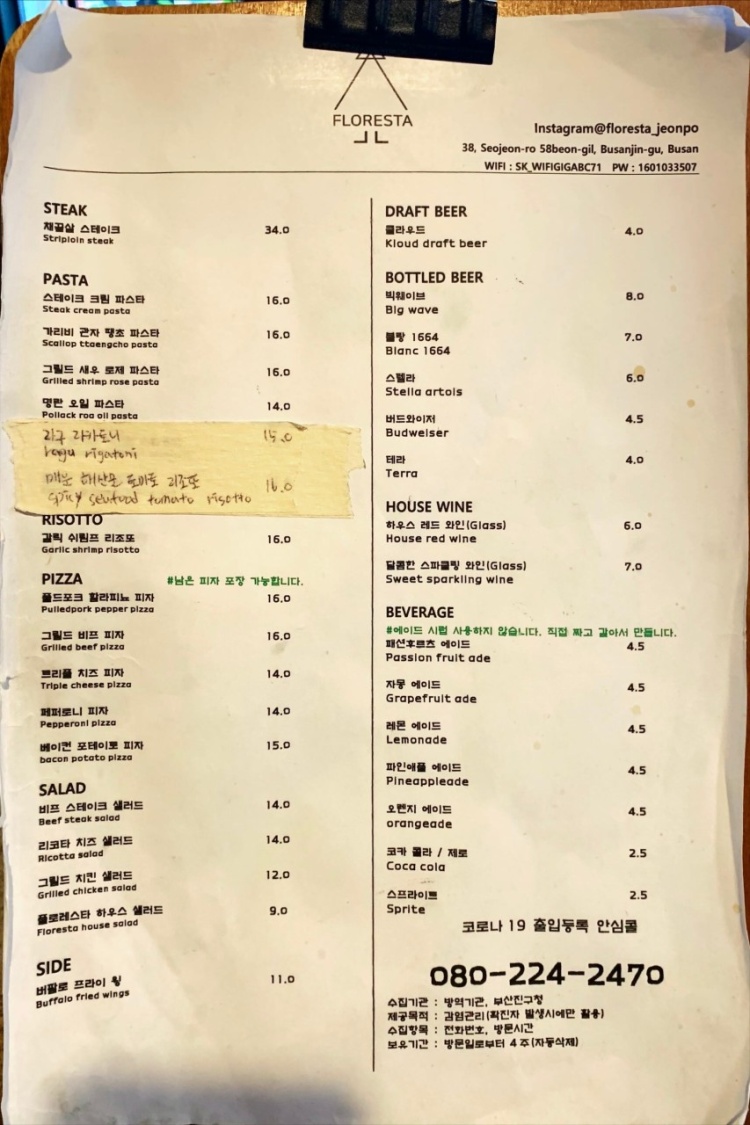 FLORESTA
Instagram@floresta_jeonpo
38, Seojeon-ro 58beon-gil, Busanjin-gu, Busan
WIFI : SK_WIFIGIGABC71 PW : 1601033507
STEAK
채끝살 스테이크 34.0
Striploin steak
PASTA
스테이크 크림 파스타 16.0
Steak cream pasta
가리비 관자 땡초 파스타 16.0
Scallop ttaengcho pasta
그릴드 새우 로제 파스타 16.0
Grilled shrimp rose pasta
명란 오일 파스타 14.0
Pollack roa oil pasta
라구 리가토니 15.0
ragu rigatoni
매운 해산물 토마토 리조또 16.0
spicy seafood tomato risotto
RISOTTO
갈릭 쉬림프 리조또 16.0
Garlic shrimp risotto
PIZZA #남은 피자 포장 가능합니다.
풀드포크 할라피뇨 피자 16.0
Pulledpork pepper pizza
그릴드 비프 피자 16.0
Grilled beef pizza
트리플 치즈 피자 14.0
Triple cheese pizza
페퍼로니 피자 14.0
Pepperoni pizza
베이컨 포테이토 피자 15.0
bacon potato pizza
SALAD
비프 스테이크 샐러드 14.0
Beef steak salad
리코타 치즈 샐러드 14.0
Ricotta salad
그릴드 치킨 샐러드 12.0
Grilled chicken salad
플로레스타 하우스 샐러드 9.0
Floresta house salad
SIDE
버팔로 프라이 윙 11.0
Buffalo fried wings
DRAFT BEER
클라우드 4.0
Kloud draft beer
BOTTLED BEER
빅웨이브 8.0
Big wave
블랑 1664 7.0
Blanc 1664
스텔라 6.0
Stella artois
버드와이저 4.5
Budweiser
테라 4.0
Terra
HOUSE WINE
하우스 레드 와인(Glass) 6.0
House red wine
달콤한 스파클링 와인(Glass) 7.0
Sweet sparkling wine
BEVERAGE
#에이드 시럽 사용하지 않습니다. 직접 짜고 갈아서 만듭니다.
패션후르츠 에이드 4.5
Passion fruit ade
자몽 에이드 4.5
Grapefruit ade
레몬 에이드 4.5
Lemonade
파인애플 에이드 4.5
Pineappleade
오렌지 에이드 4.5
orangeade
코카 콜라 / 제로 2.5
Coca cola
스프라이트 2.5
Sprite
코로나 19 출입등록 안심콜
080-224-2470
수집기관 : 방역기관, 부산진구청
제공목적 : 감염관리(확진자 발생시에만 활용)
수집항목 : 전화번호, 방문시간
보유기간 : 방문일로부터 4주(자동삭제)